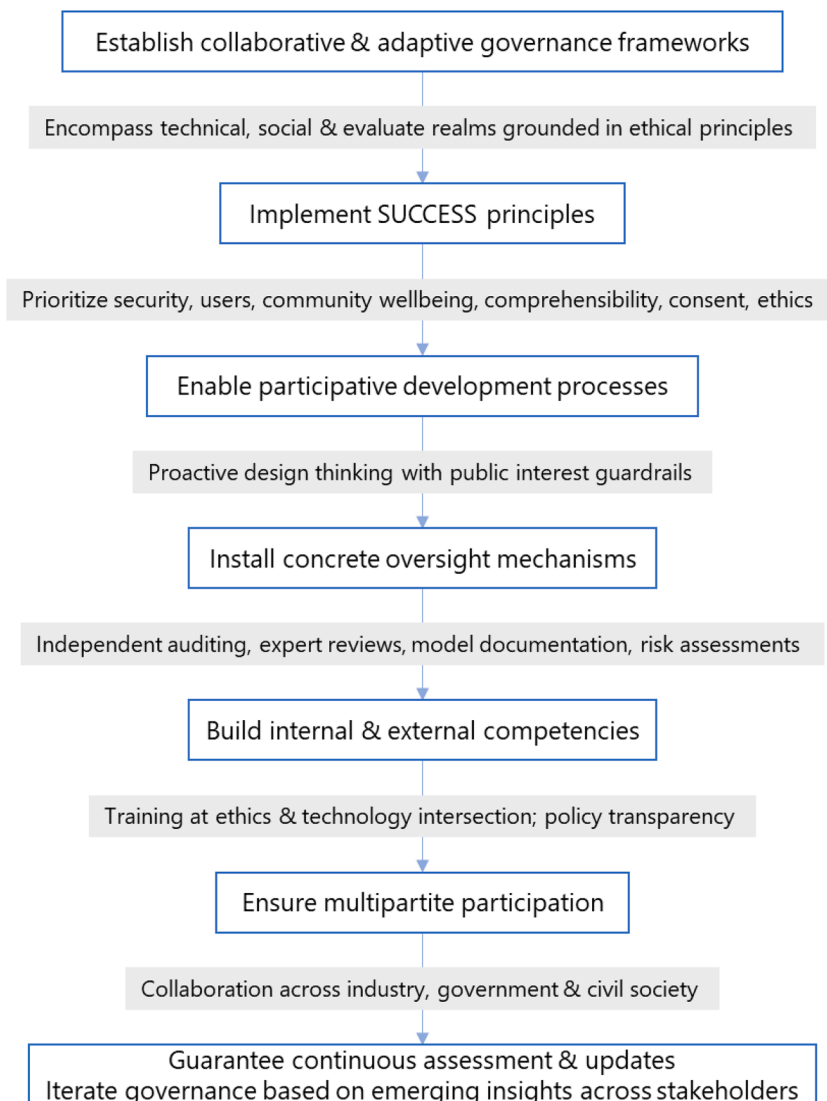 Establish collaborative & adaptive governance frameworks
Encompass technical, social & evaluate realms grounded in ethical principles
Implement SUCCESS principles
Prioritize security, users, community wellbeing, comprehensibility, consent, ethics
Enable participative development processes
Proactive design thinking with public interest guardrails
Install concrete oversight mechanisms
Independent auditing, expert reviews, model documentation, risk assessments
Build internal & external competencies
Training at ethics & technology intersection; policy transparency
Ensure multipartite participation
Collaboration across industry, government & civil society
Guarantee continuous assessment & updates
Iterate governance based on emerging insights across stakeholders